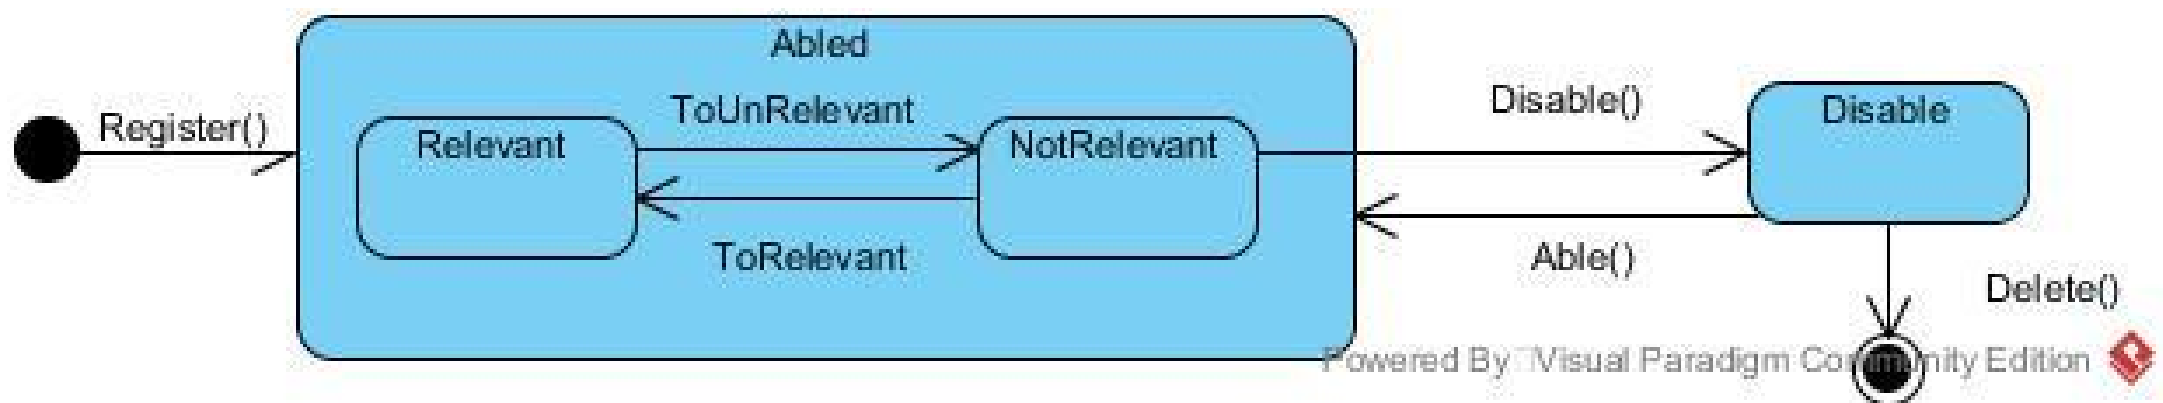 Abled
Register()
ToUnRelevant
Relevant
NotRelevant
ToRelevant
Disable()
Disable
Able()
Delete()
Powered By Visual Paradigm Community Edition